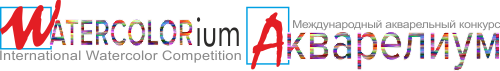 WATERCOLORium
International Watercolor Competition
Международный акварельный конкурс
Акварелиум